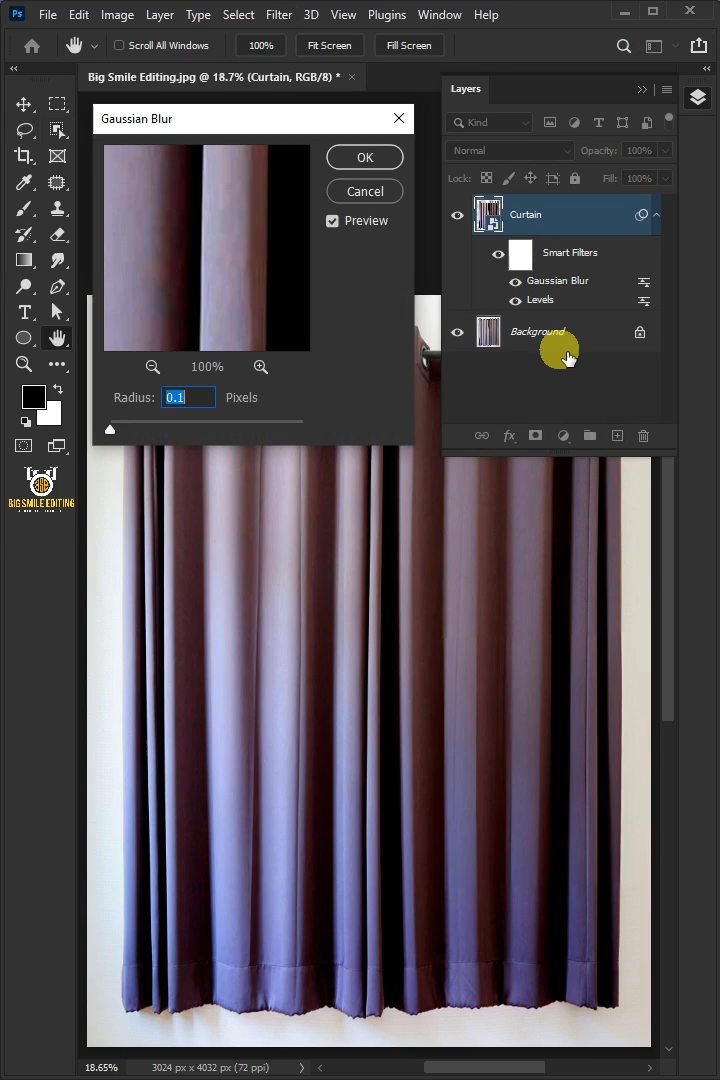 Ps File Edit Image Layer Type Select Filter 3D View Plugins Window Help
Scroll All Windows 100% Fit Screen Fill Screen
Big Smile Editing.jpg @ 18.7% (Curtain, RGB/8) *
Layers
Gaussian Blur
OK
Cancel
Preview
100%
Radius: 0.1 Pixels
Kind
Normal Opacity: 100%
Lock: Fill: 100%
Curtain
Smart Filters
Gaussian Blur
Levels
Background
fx
BIG SMILE EDITING
18.65% 3024 px x 4032 px (72 ppi)